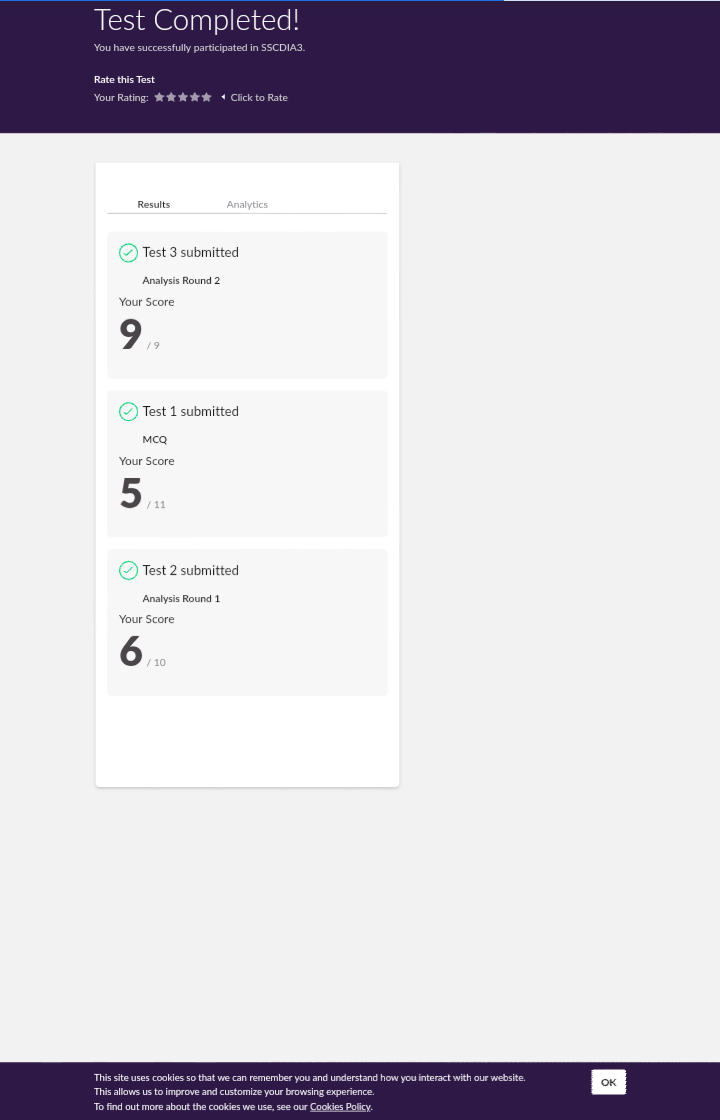 Test Completed!
You have successfully participated in SSCDIA3.
Rate this Test
Your Rating: Click to Rate
Results Analytics
Test 3 submitted
Analysis Round 2
Your Score
9 / 9
Test 1 submitted
MCQ
Your Score
5 / 11
Test 2 submitted
Analysis Round 1
Your Score
6 / 10
This site uses cookies so that we can remember you and understand how you interact with our website.
This allows us to improve and customize your browsing experience.
To find out more about the cookies we use, see our Cookies Policy.
OK